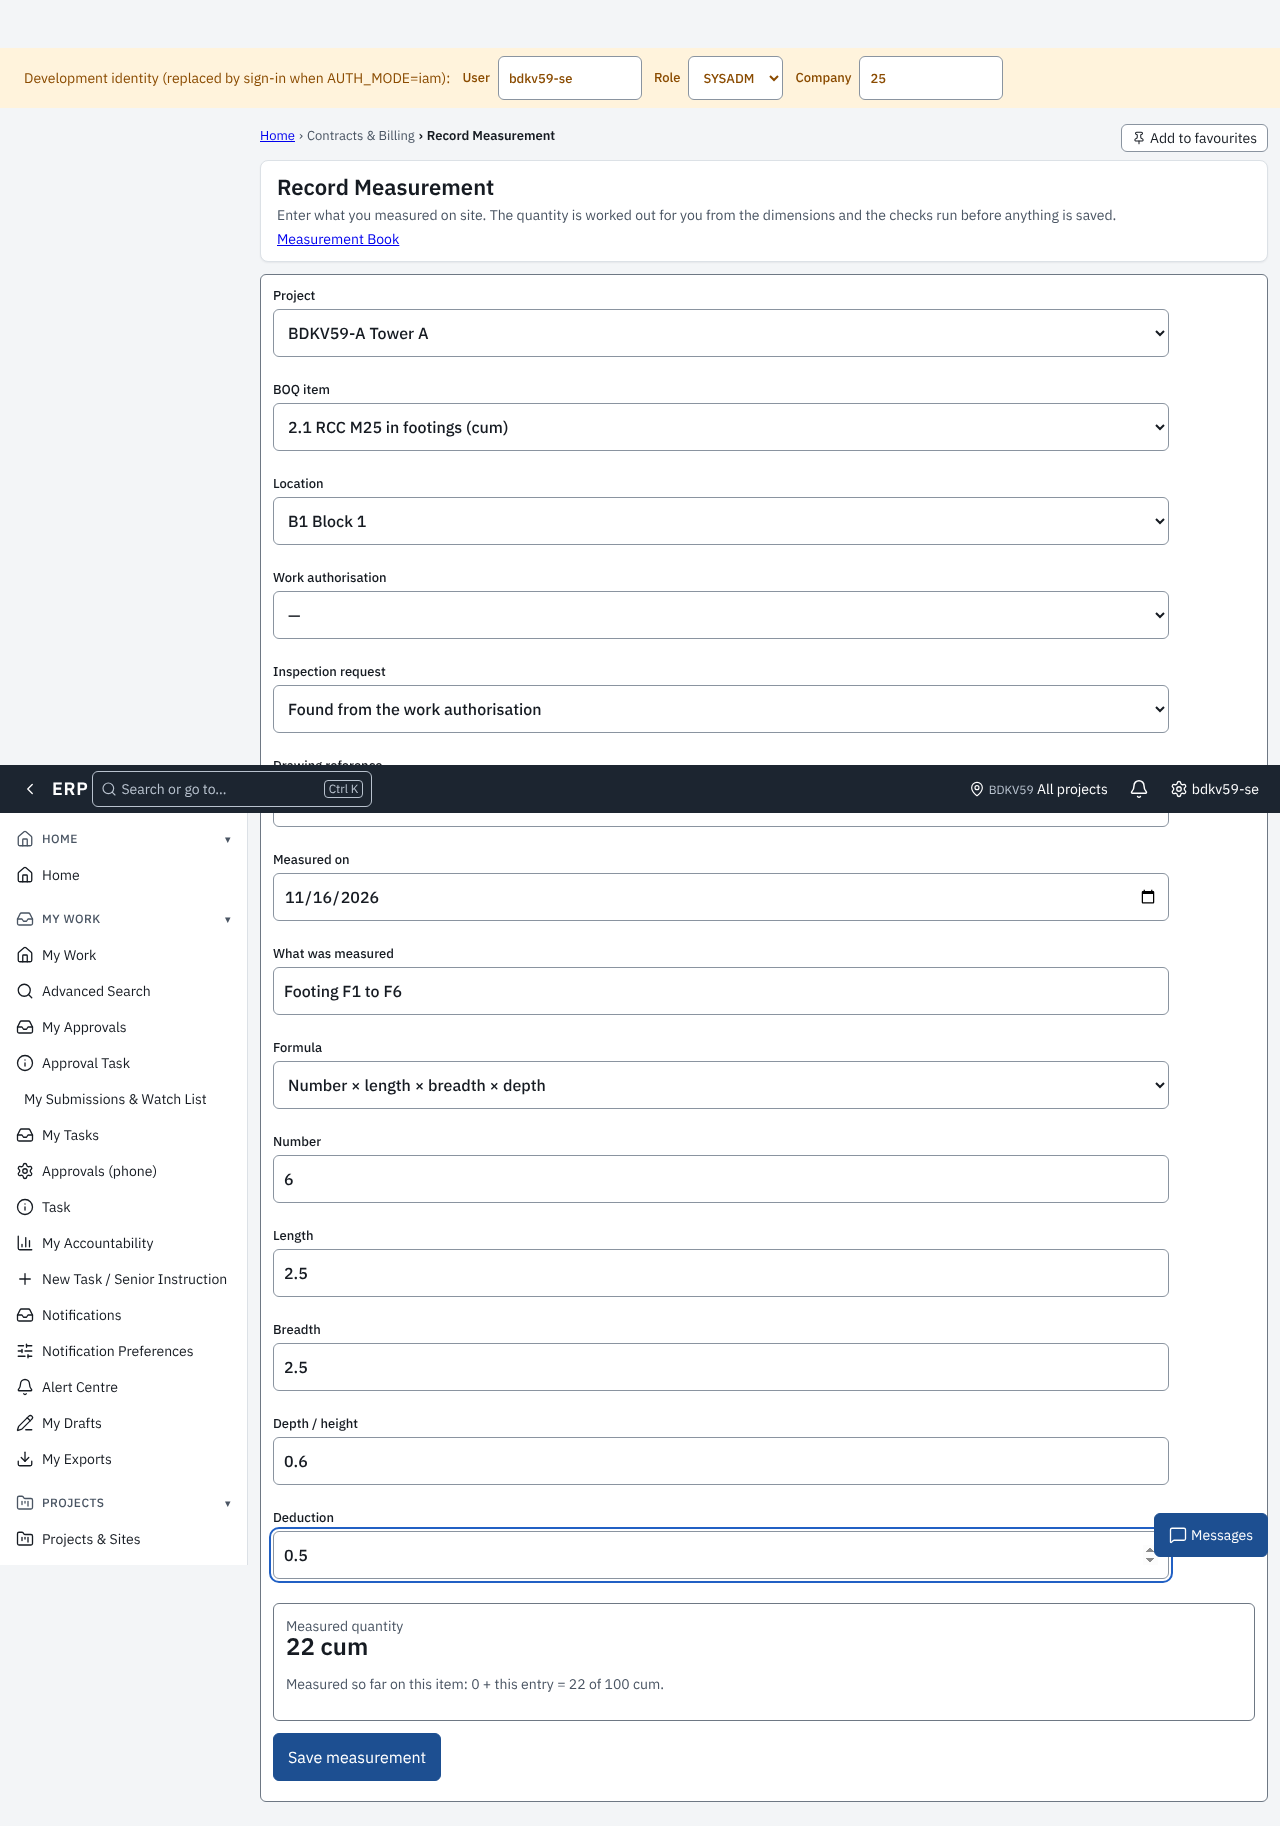 Development identity (replaced by sign-in when AUTH_MODE=iam): User bdkv59-se Role SYSADM Company 25
Home › Contracts & Billing › Record Measurement
Add to favourites
Record Measurement
Enter what you measured on site. The quantity is worked out for you from the dimensions and the checks run before anything is saved.
Measurement Book
Project
BDKV59-A Tower A
BOQ item
2.1 RCC M25 in footings (cum)
Location
B1 Block 1
Work authorisation
—
Inspection request
Found from the work authorisation
ERP Search or go to... Ctrl K BDKV59 All projects bdkv59-se
HOME
Home
MY WORK
My Work
Advanced Search
My Approvals
Approval Task
My Submissions & Watch List
My Tasks
Approvals (phone)
Task
My Accountability
New Task / Senior Instruction
Notifications
Notification Preferences
Alert Centre
My Drafts
My Exports
PROJECTS
Projects & Sites
Measured on
11/16/2026
What was measured
Footing F1 to F6
Formula
Number × length × breadth × depth
Number
6
Length
2.5
Breadth
2.5
Depth / height
0.6
Deduction
0.5
Messages
Measured quantity
22 cum
Measured so far on this item: 0 + this entry = 22 of 100 cum.
Save measurement